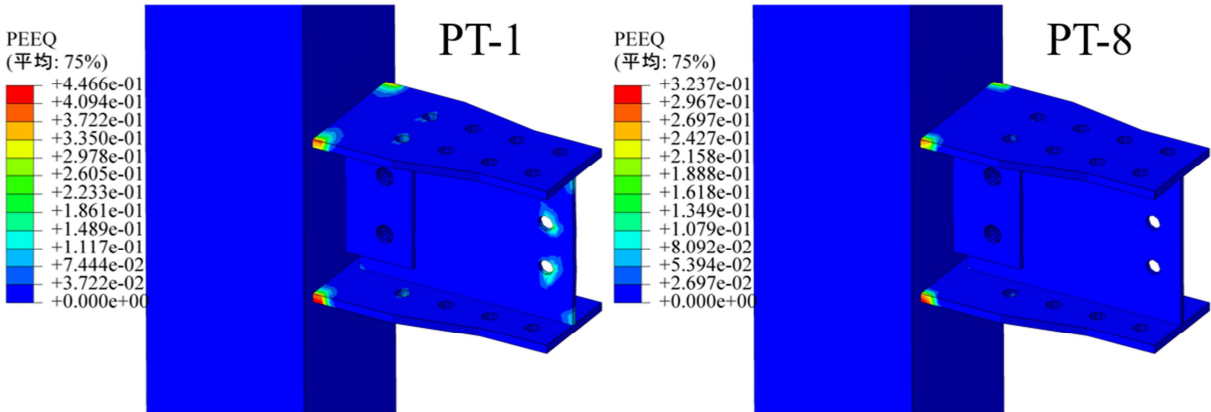 PT-1
PEEQ
(平均: 75%)
+4.466e-01
+4.094e-01
+3.722e-01
+3.350e-01
+2.978e-01
+2.605e-01
+2.233e-01
+1.861e-01
+1.489e-01
+1.117e-01
+7.444e-02
+3.722e-02
+0.000e+00
PT-8
PEEQ
(平均: 75%)
+3.237e-01
+2.967e-01
+2.697e-01
+2.427e-01
+2.158e-01
+1.888e-01
+1.618e-01
+1.349e-01
+1.079e-01
+8.092e-02
+5.394e-02
+2.697e-02
+0.000e+00